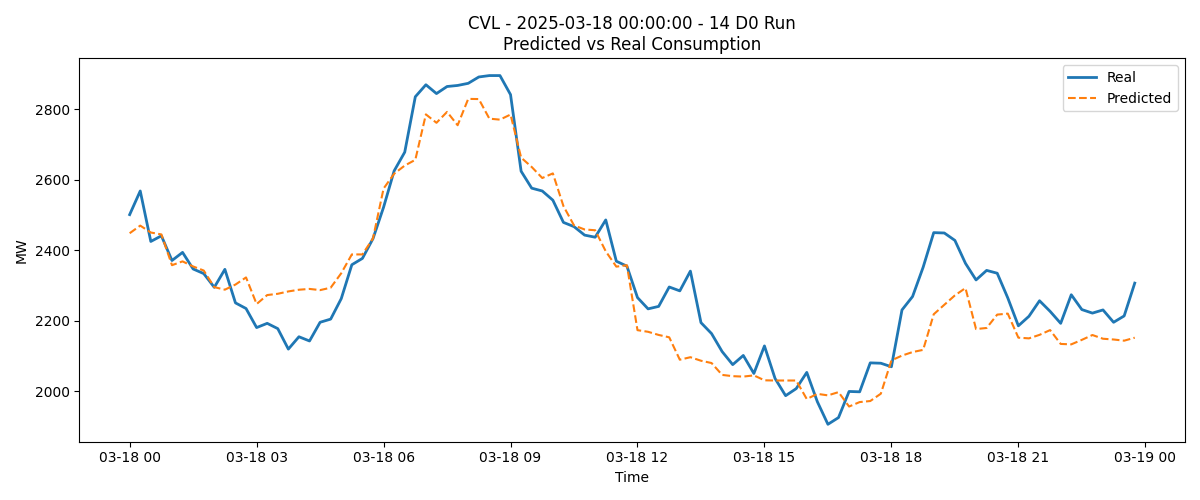 CVL - 2025-03-18 00:00:00 - 14 D0 Run
Predicted vs Real Consumption
Real
Predicted
MW
2800
2600
2400
2200
2000
03-18 00
03-18 03
03-18 06
03-18 09
03-18 12
03-18 15
03-18 18
03-18 21
03-19 00
Time